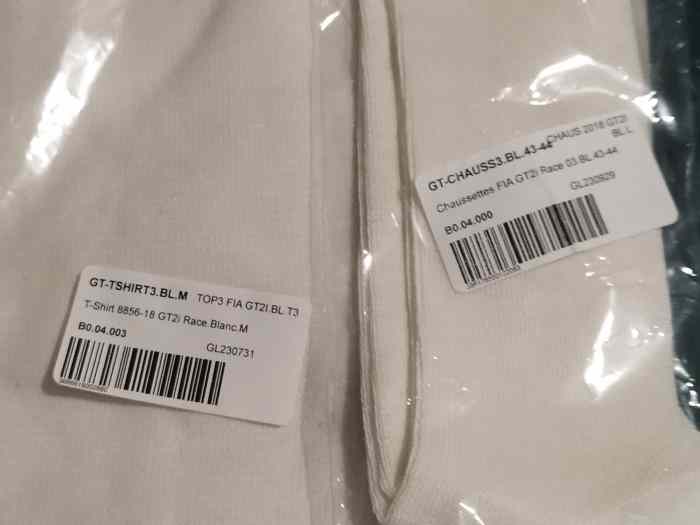 GT-TSHIRT3.BL.M TOP3 FIA GT2I.BL.T3
T-Shirt 8856-18 GT2i Race.Blanc.M
B0.04.003
GL230731
GT-CHAUSS3.BL.43-44 CHAUS 2018 GT2I
BL.L
Chaussettes FIA GT2i Race 03.BL.43-44
GL230929
B0.04.000